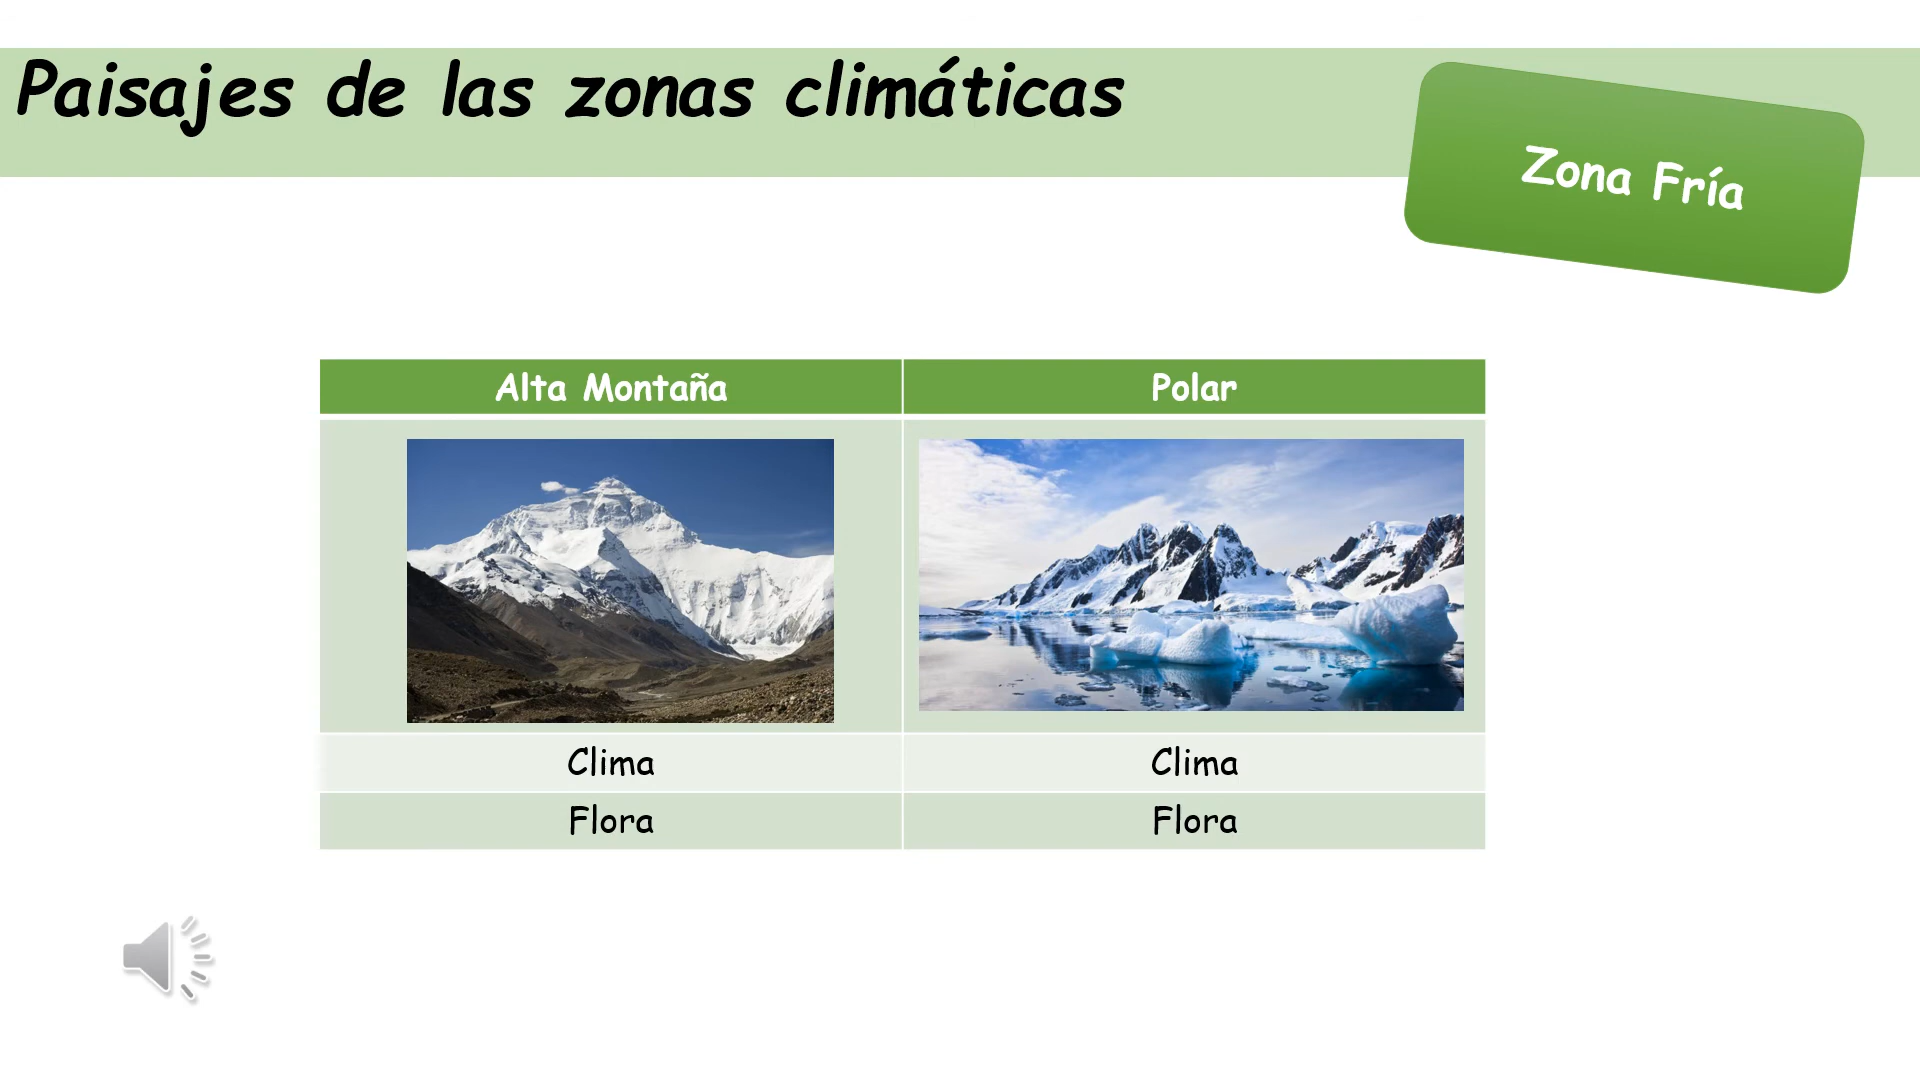 Paisajes de las zonas climáticas
Zona Fría
Alta Montaña
Polar
Clima
Clima
Flora
Flora